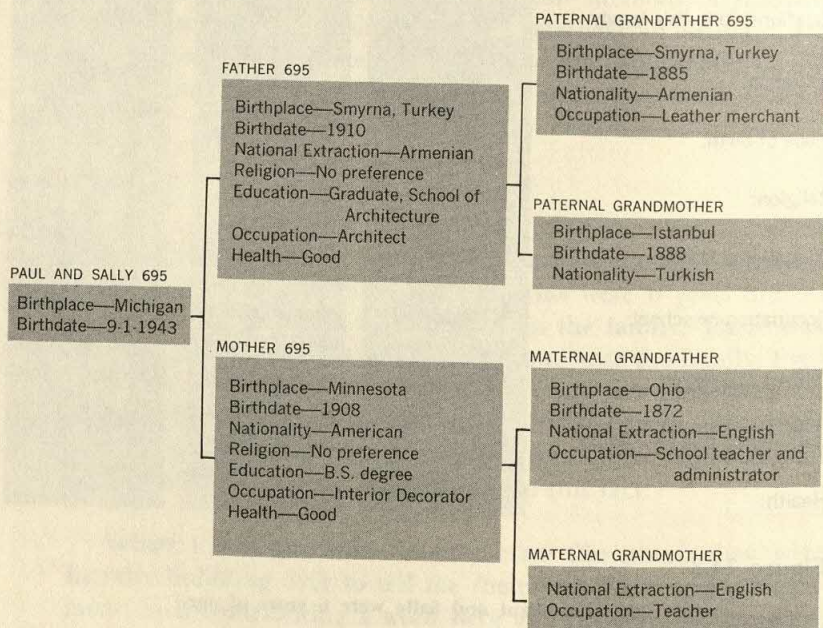 PATERNAL GRANDFATHER 695
Birthplace—Smyrna, Turkey
Birthdate—1885
Nationality—Armenian
Occupation—Leather merchant
FATHER 695
Birthplace—Smyrna, Turkey
Birthdate—1910
National Extraction—Armenian
Religion—No preference
Education—Graduate, School of
Architecture
Occupation—Architect
Health—Good
PATERNAL GRANDMOTHER
Birthplace—Istanbul
Birthdate—1888
Nationality—Turkish
PAUL AND SALLY 695
Birthplace—Michigan
Birthdate—9-1-1943
MOTHER 695
Birthplace—Minnesota
Birthdate—1908
Nationality—American
Religion—No preference
Education—B.S. degree
Occupation—Interior Decorator
Health—Good
MATERNAL GRANDFATHER
Birthplace—Ohio
Birthdate—1872
National Extraction—English
Occupation—School teacher and
administrator
MATERNAL GRANDMOTHER
National Extraction—English
Occupation—Teacher